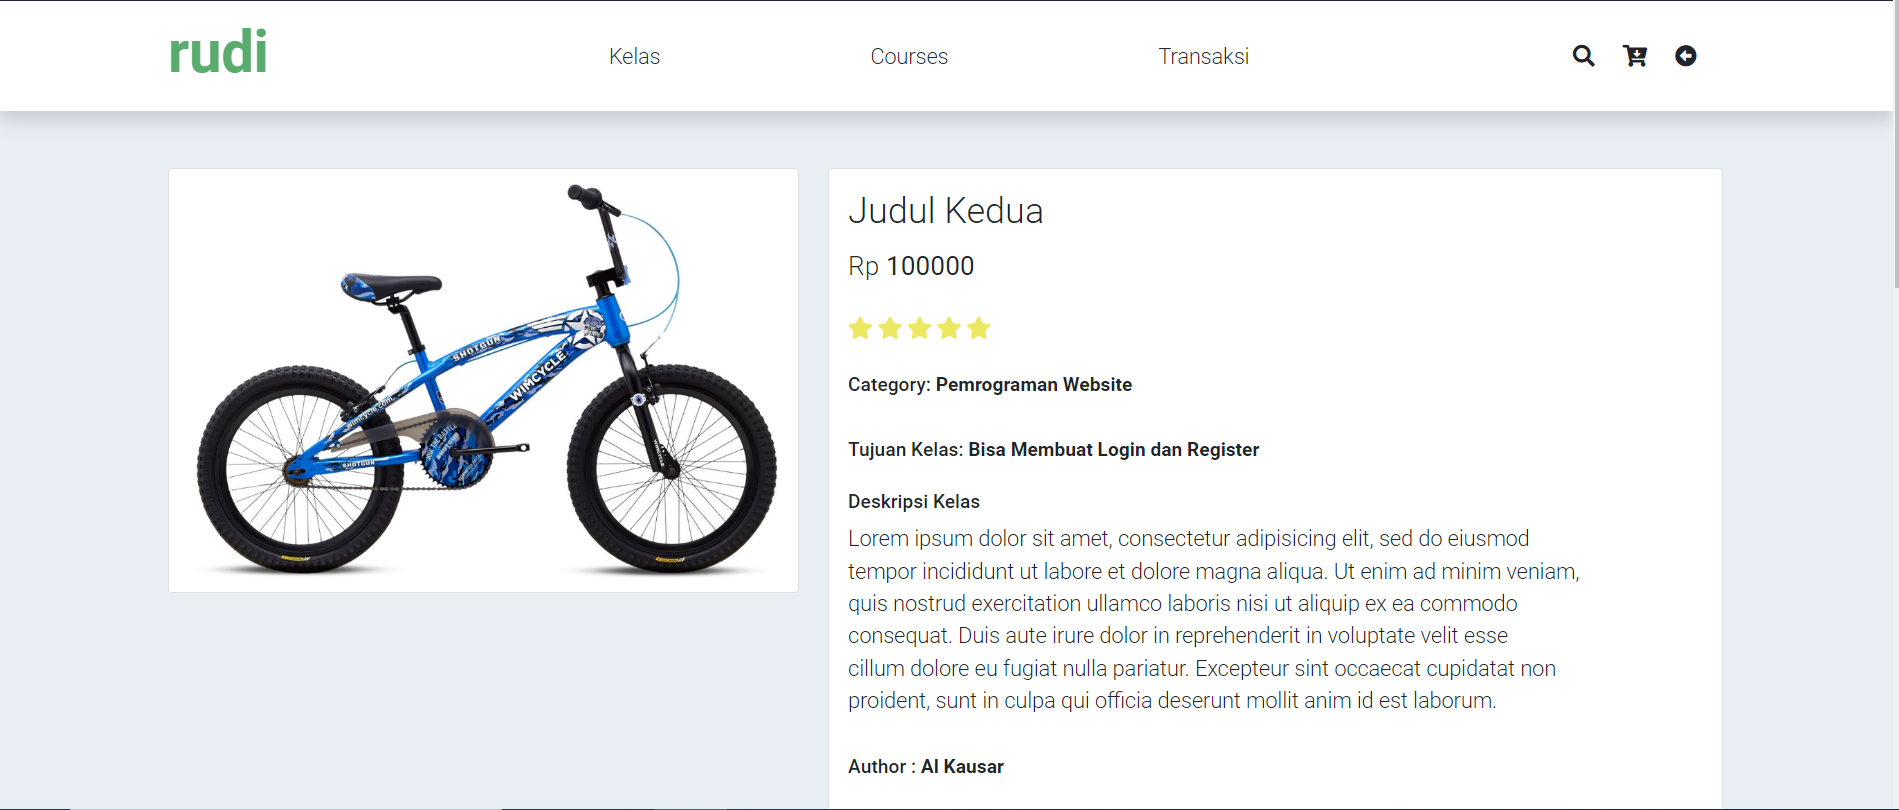 rudi
Kelas
Courses
Transaksi
SHOTGUN
WIMCYCLE
wimcycle.com
SHOTGUN
Judul Kedua
Rp 100000
Category: Pemrograman Website
Tujuan Kelas: Bisa Membuat Login dan Register
Deskripsi Kelas
Lorem ipsum dolor sit amet, consectetur adipisicing elit, sed do eiusmod
tempor incididunt ut labore et dolore magna aliqua. Ut enim ad minim veniam,
quis nostrud exercitation ullamco laboris nisi ut aliquip ex ea commodo
consequat. Duis aute irure dolor in reprehenderit in voluptate velit esse
cillum dolore eu fugiat nulla pariatur. Excepteur sint occaecat cupidatat non
proident, sunt in culpa qui officia deserunt mollit anim id est laborum.
Author : Al Kausar